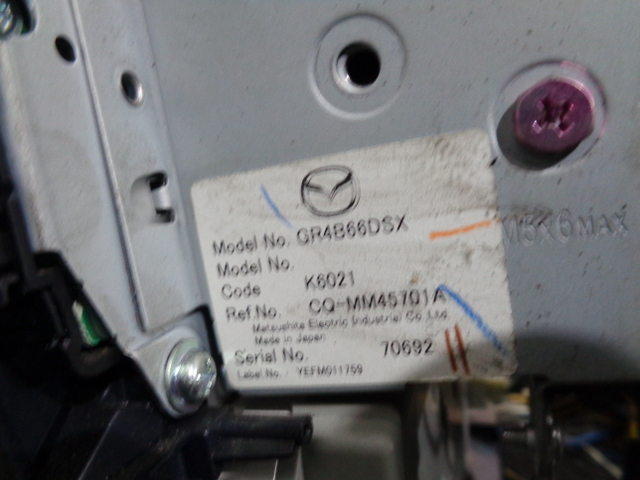 Model No. GR4B66DSX
Model No.
Code K6021
Ref.No. CQ-MM45701A
Matsushita Electric Industrial Co.,Ltd.
Made in Japan
Serial No. 70692
Label No. YEFM011759
M5X6MAX